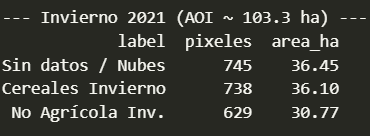 --- Invierno 2021 (AOI ~ 103.3 ha) ---
label pixeles area_ha
Sin datos / Nubes 745 36.45
Cereales Invierno 738 36.10
No Agrícola Inv. 629 30.77